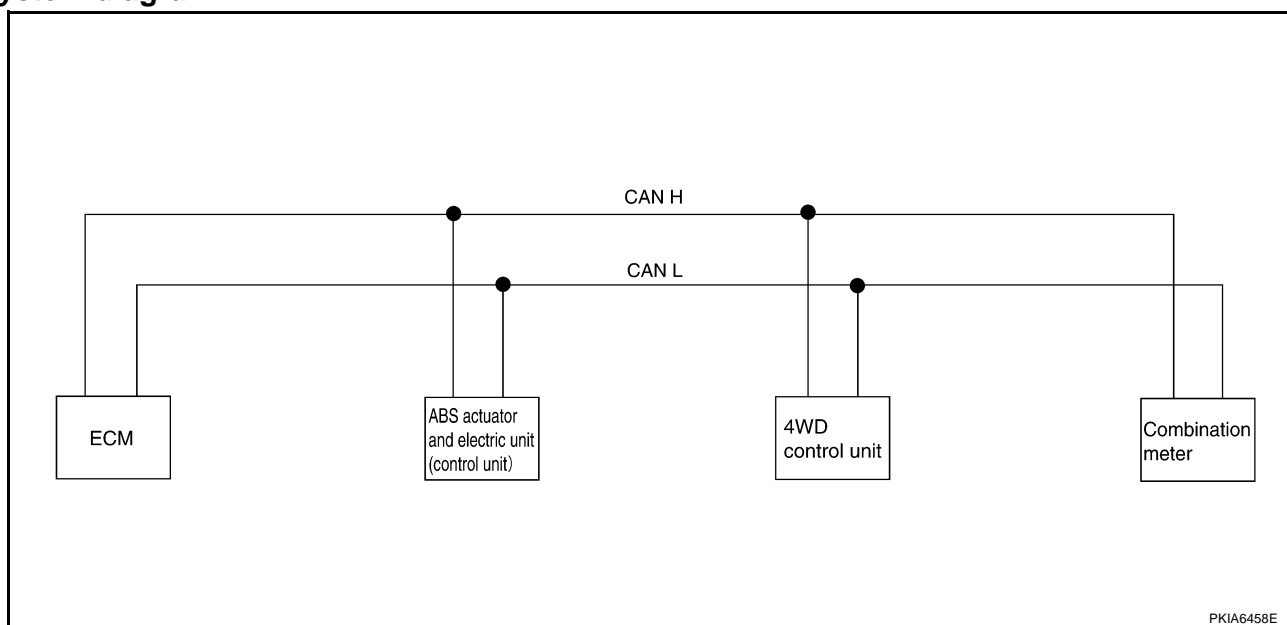 CAN H
CAN L
ECM
ABS actuator
and electric unit
(control unit)
4WD
control unit
Combination
meter
PKIA6458E